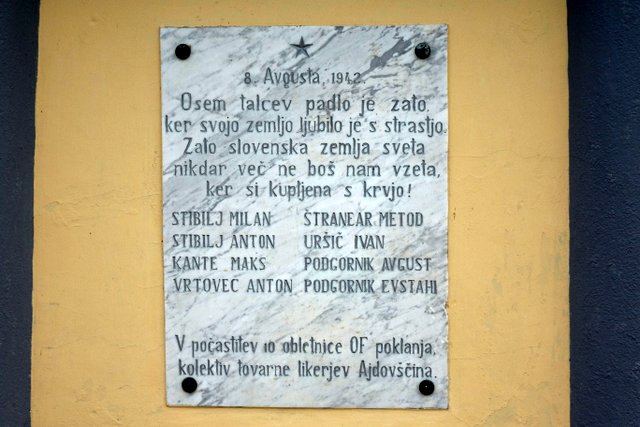 8. Avgusta, 1942.
Osem talcev padlo je zato,
ker svojo zemljo ljubilo je s strastjo.
Zato slovenska zemlja sveta
nikdar več ne boš nam vzeta,
ker si kupljena s krvjo!
STIBILJ MILAN ŠTRANCAR METOD
STIBILJ ANTON URŠIČ IVAN
KANTE MAKS PODGORNIK AVGUST
VRTOVEC ANTON PODGORNIK EVSTAHI
V počastitev 10 obletnice OF poklanja,
kolektiv tovarne likerjev Ajdovščina.